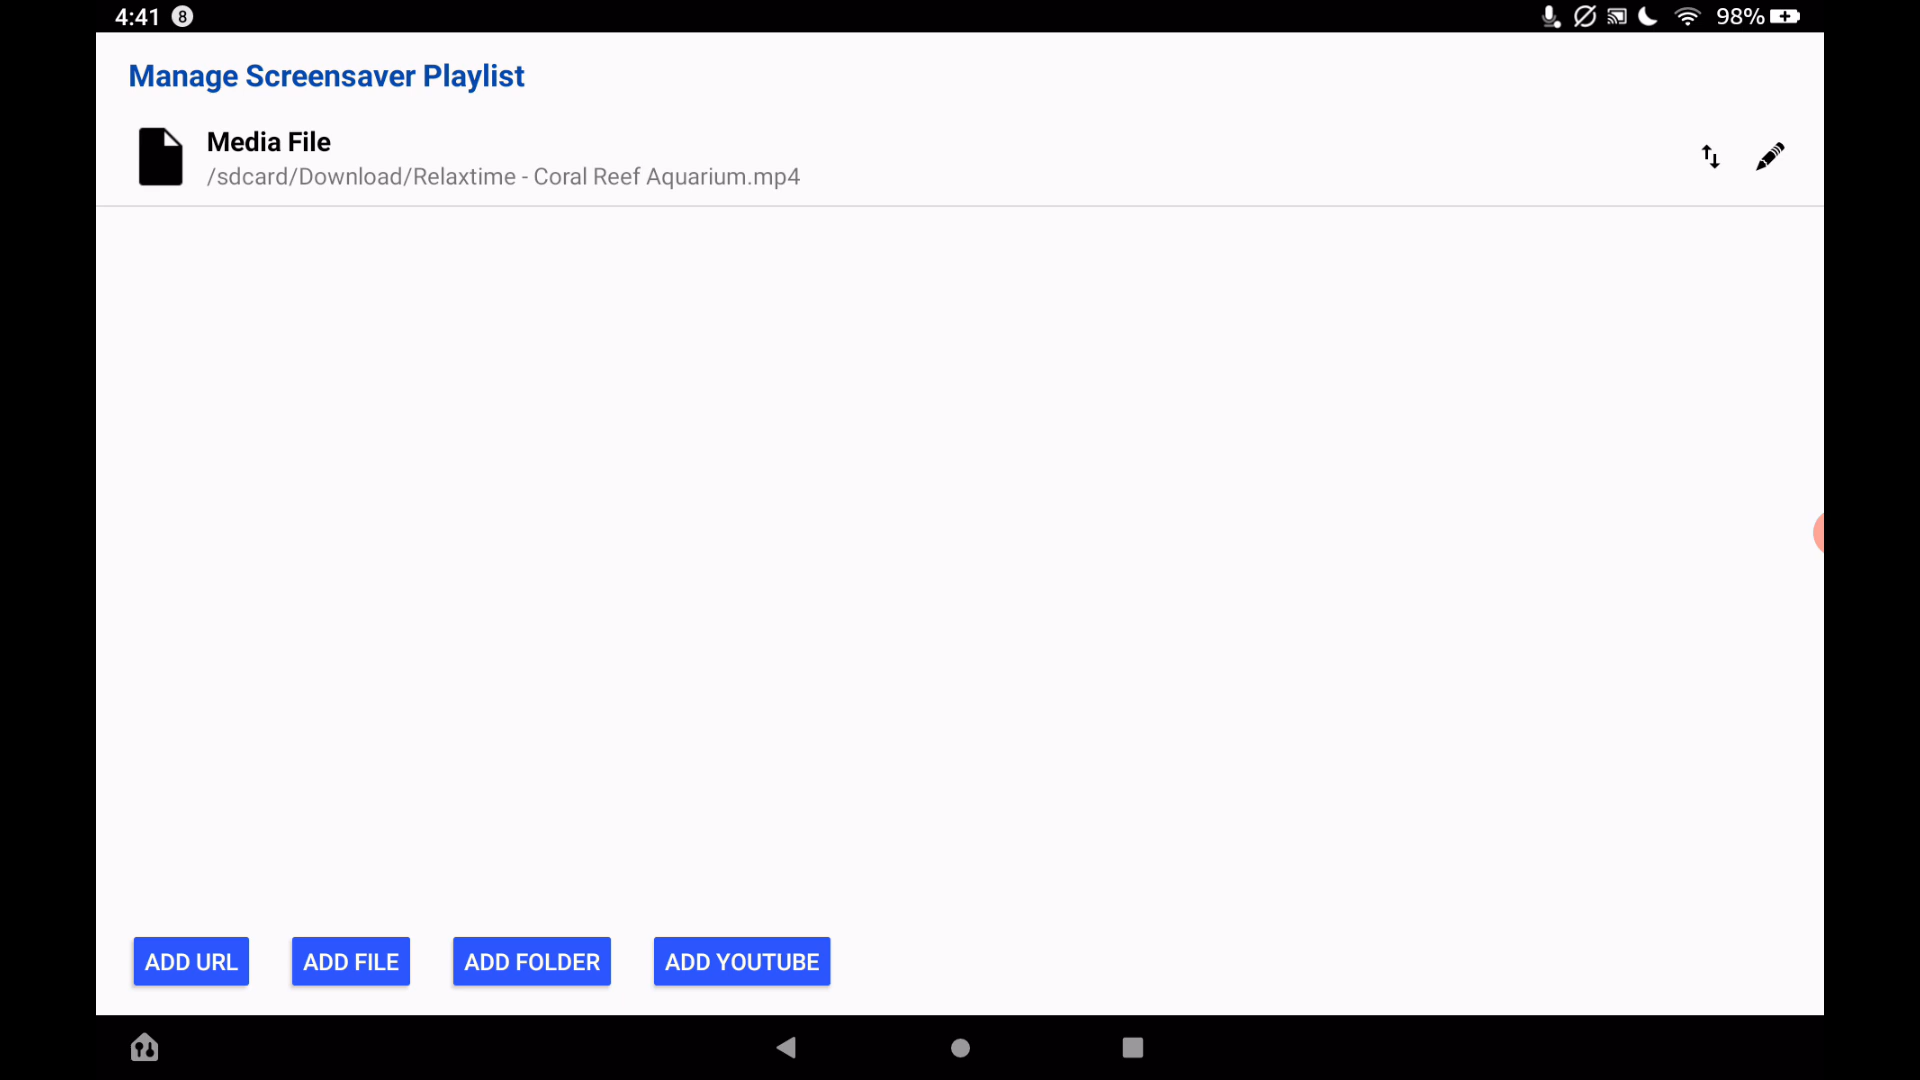 4:41 8 98%
Manage Screensaver Playlist
Media File
/sdcard/Download/Relaxtime - Coral Reef Aquarium.mp4
ADD URL ADD FILE ADD FOLDER ADD YOUTUBE